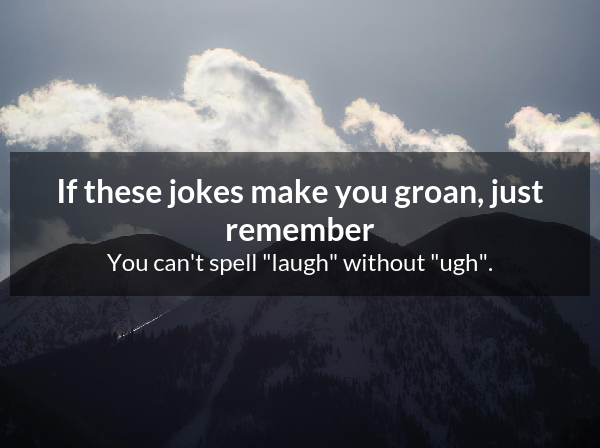 If these jokes make you groan, just
remember
You can't spell "laugh" without "ugh".